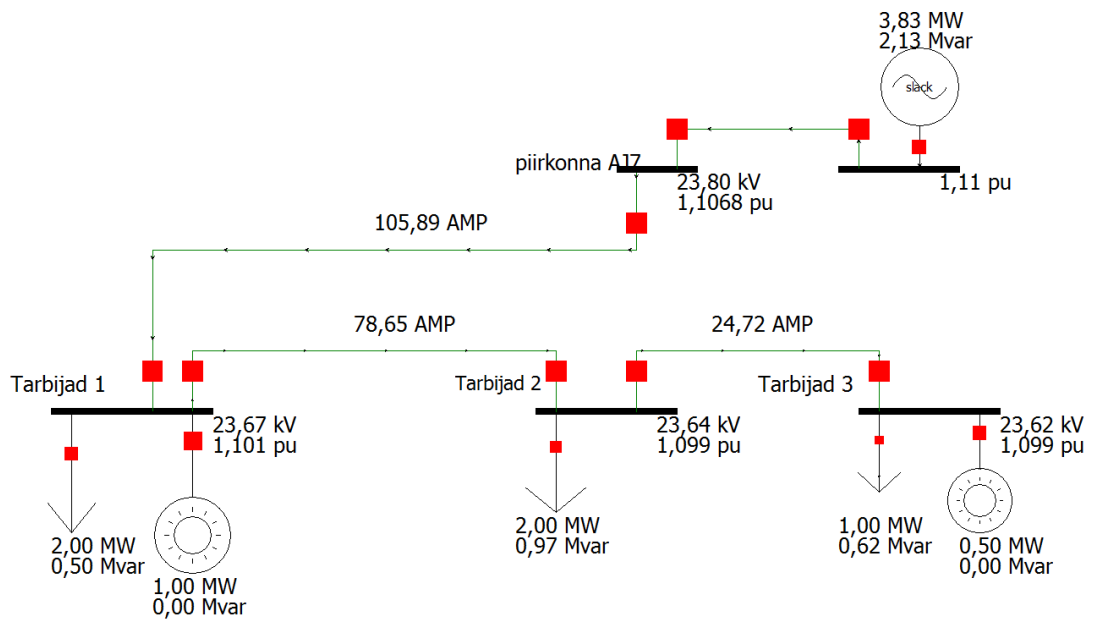 3,83 MW
2,13 Mvar
slack
piirkonna AJ7
23,80 kV
1,1068 pu
1,11 pu
105,89 AMP
78,65 AMP
24,72 AMP
Tarbijad 1
Tarbijad 2
Tarbijad 3
23,67 kV
1,101 pu
23,64 kV
1,099 pu
23,62 kV
1,099 pu
2,00 MW
0,50 Mvar
1,00 MW
0,00 Mvar
2,00 MW
0,97 Mvar
1,00 MW
0,62 Mvar
0,50 MW
0,00 Mvar